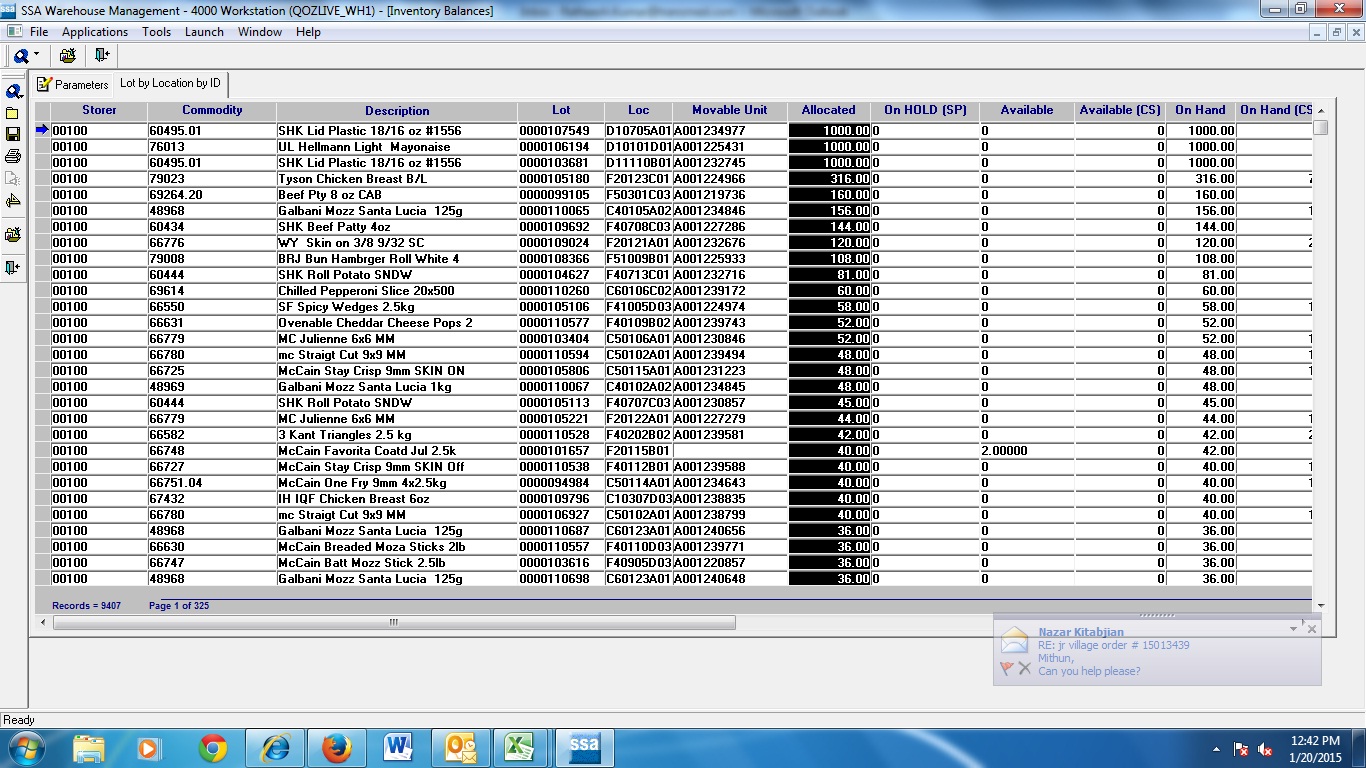 SSA Warehouse Management - 4000 Workstation (QOZLIVE_WH1) - [Inventory Balances]
File Applications Tools Launch Window Help
Parameters Lot by Location by ID
Storer Commodity Description Lot Loc Movable Unit Allocated On HOLD (SP) Available Available (CS) On Hand On Hand (CS
00100 60495.01 SHK Lid Plastic 18/16 oz #1556 0000107549 D10705A01 A001234977 1000.00 0 0 0 1000.00
00100 76013 UL Hellmann Light  Mayonaise 0000106194 D10101D01 A001225431 1000.00 0 0 0 1000.00
00100 60495.01 SHK Lid Plastic 18/16 oz #1556 0000103681 D11110B01 A001232745 1000.00 0 0 0 1000.00
00100 79023 Tyson Chicken Breast B/L 0000105180 F20123C01 A001224966 316.00 0 0 0 316.00 7
00100 69264.20 Beef Pty 8 oz CAB 0000099105 F50301C03 A001219736 160.00 0 0 0 160.00
00100 48968 Galbani Mozz Santa Lucia  125g 0000110065 C40105A02 A001234846 156.00 0 0 0 156.00 1
00100 60434 SHK Beef Patty 4oz 0000109692 F40708C03 A001227286 144.00 0 0 0 144.00
00100 66776 WY  Skin on 3/8 9/32 SC 0000109024 F20121A01 A001232676 120.00 0 0 0 120.00 2
00100 79008 BRJ Bun Hambrger Roll White 4 0000108366 F51009B01 A001225933 108.00 0 0 0 108.00
00100 60444 SHK Roll Potato SNDW 0000104627 F40713C01 A001232716 81.00 0 0 0 81.00
00100 69614 Chilled Pepperoni Slice 20x500 0000110260 C60106C02 A001239172 60.00 0 0 0 60.00
00100 66550 SF Spicy Wedges 2.5kg 0000105106 F41005D03 A001224974 58.00 0 0 0 58.00 1
00100 66631 Ovenable Cheddar Cheese Pops 2 0000110577 F40109B02 A001239743 52.00 0 0 0 52.00
00100 66779 MC Julienne 6x6 MM 0000103404 C50106A01 A001230846 52.00 0 0 0 52.00 1
00100 66780 mc Straigt Cut 9x9 MM 0000110594 C50102A01 A001239494 48.00 0 0 0 48.00 1
00100 66725 McCain Stay Crisp 9mm SKIN ON 0000105806 C50115A01 A001231223 48.00 0 0 0 48.00 1
00100 48969 Galbani Mozz Santa Lucia 1kg 0000110067 C40102A02 A001234845 48.00 0 0 0 48.00
00100 60444 SHK Roll Potato SNDW 0000105113 F40707C03 A001230857 45.00 0 0 0 45.00
00100 66779 MC Julienne 6x6 MM 0000105221 F20122A01 A001227279 44.00 0 0 0 44.00 1
00100 66582 3 Kant Triangles 2.5 kg 0000110528 F40202B02 A001239581 42.00 0 0 0 42.00 2
00100 66748 McCain Favorita Coatd Jul 2.5k 0000101657 F20115B01 40.00 0 2.00000 0 42.00
00100 66727 McCain Stay Crisp 9mm SKIN Off 0000110538 F40112B01 A001239588 40.00 0 0 0 40.00 1
00100 66751.04 McCain One Fry 9mm 4x2.5kg 0000094984 C50114A01 A001234643 40.00 0 0 0 40.00 1
00100 67432 IH IQF Chicken Breast 6oz 0000109796 C10307D03 A001238835 40.00 0 0 0 40.00
00100 66780 mc Straigt Cut 9x9 MM 0000106927 C50102A01 A001238799 40.00 0 0 0 40.00 1
00100 48968 Galbani Mozz Santa Lucia  125g 0000110687 C60123A01 A001240656 36.00 0 0 0 36.00
00100 66630 McCain Breaded Moza Sticks 2lb 0000110557 F40110D03 A001239771 36.00 0 0 0 36.00
00100 66747 McCain Batt Mozz Stick 2.5lb 0000103616 F40905D03 A001220857 36.00 0 0 0 36.00
00100 48968 Galbani Mozz Santa Lucia  125g 0000110698 C60123A01 A001240648 36.00 0 0 0 36.00
Records = 9407 Page 1 of 325
Nazar Kitabjian
RE: jr village order # 15013439
Mithun,
Can you help please?
Ready
ssa
12:42 PM
1/20/2015